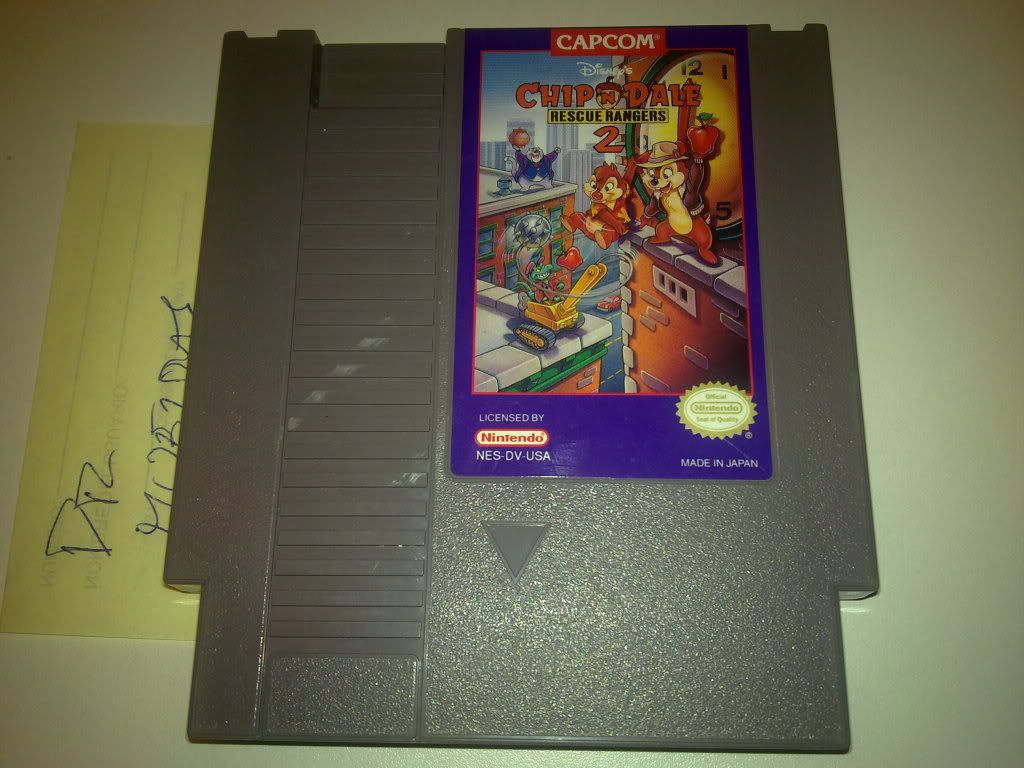 CAPCOM®
Disney's
CHIP 'N DALE
RESCUE RANGERS
2
12
1
5
LICENSED BY
Nintendo®
NES-DV-USA
Official
Nintendo
Seal of Quality
®
MADE IN JAPAN